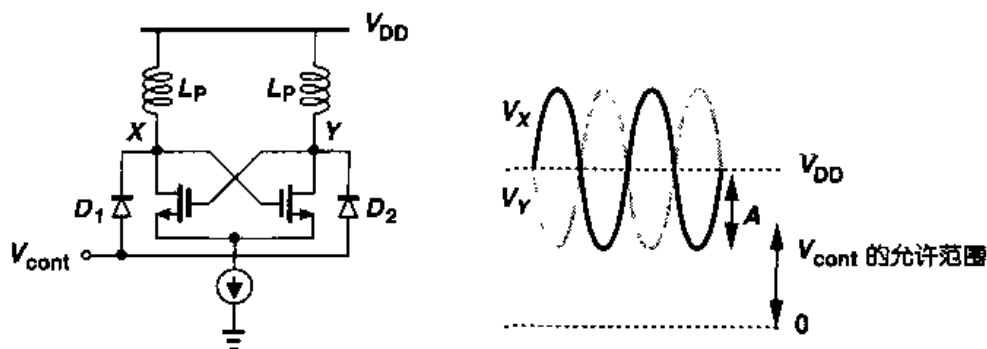 V_DD
L_P L_P
X Y
D_1 D_2
V_cont
V_X
V_DD
V_Y
A
V_cont 的允许范围
0